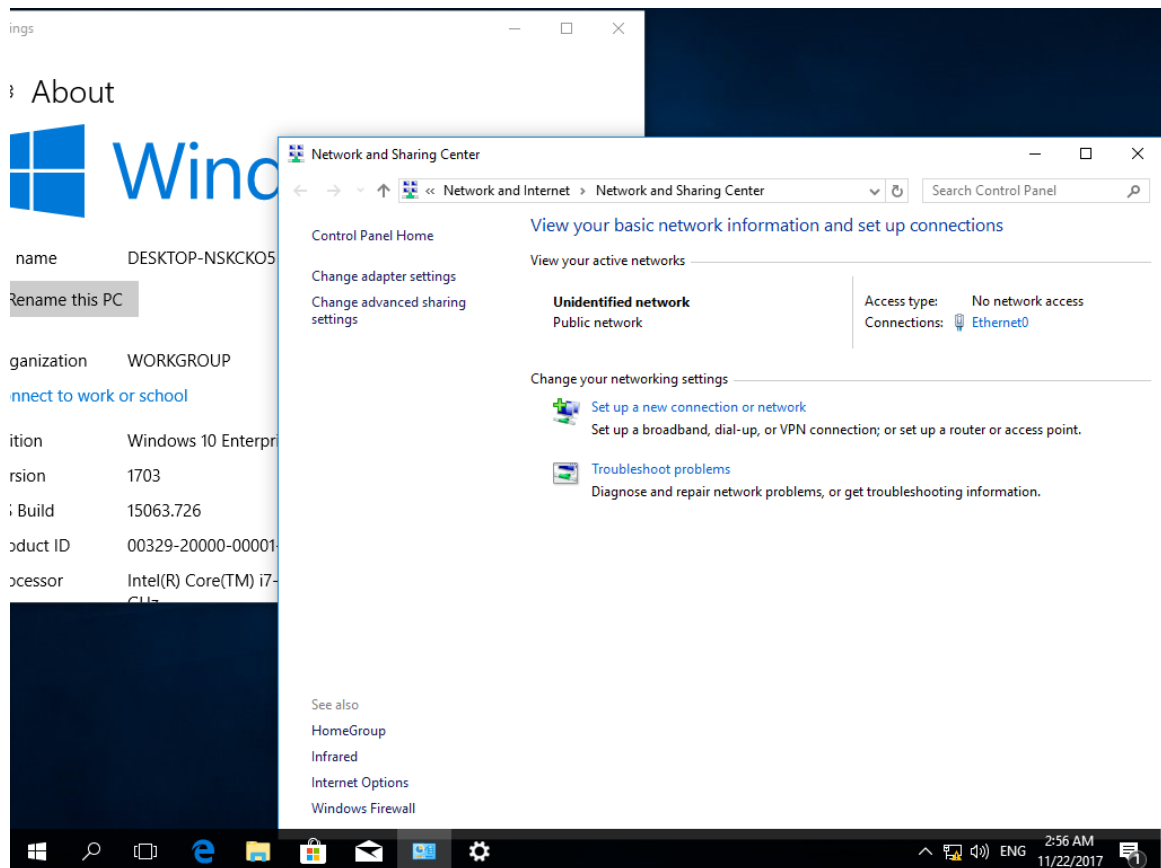 ings
About
Wind
name DESKTOP-NSKCKO5
Rename this PC
ganization WORKGROUP
nnect to work or school
ition Windows 10 Enterpri
rsion 1703
Build 15063.726
oduct ID 00329-20000-00001-
ocessor Intel(R) Core(TM) i7-
Network and Sharing Center
« Network and Internet > Network and Sharing Center
Search Control Panel
Control Panel Home
Change adapter settings
Change advanced sharing
settings
View your basic network information and set up connections
View your active networks
Unidentified network
Public network
Access type: No network access
Connections: Ethernet0
Change your networking settings
Set up a new connection or network
Set up a broadband, dial-up, or VPN connection; or set up a router or access point.
Troubleshoot problems
Diagnose and repair network problems, or get troubleshooting information.
See also
HomeGroup
Infrared
Internet Options
Windows Firewall
ENG
2:56 AM
11/22/2017
1